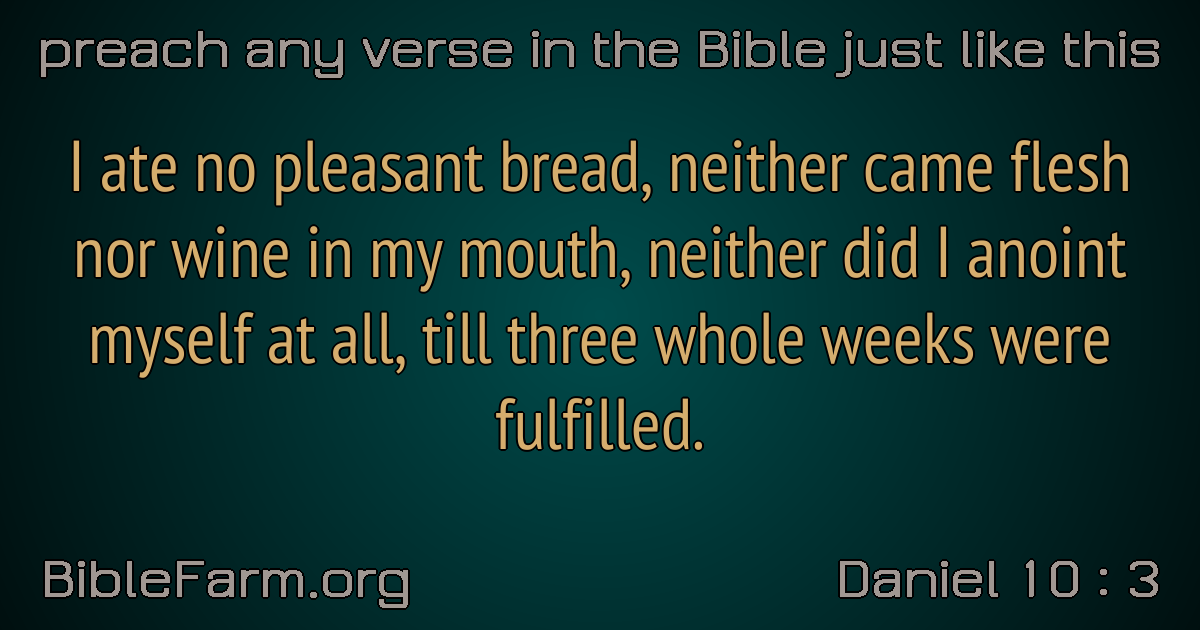 preach any verse in the Bible just like this
I ate no pleasant bread, neither came flesh
nor wine in my mouth, neither did I anoint
myself at all, till three whole weeks were
fulfilled.
BibleFarm.org
Daniel 10 : 3